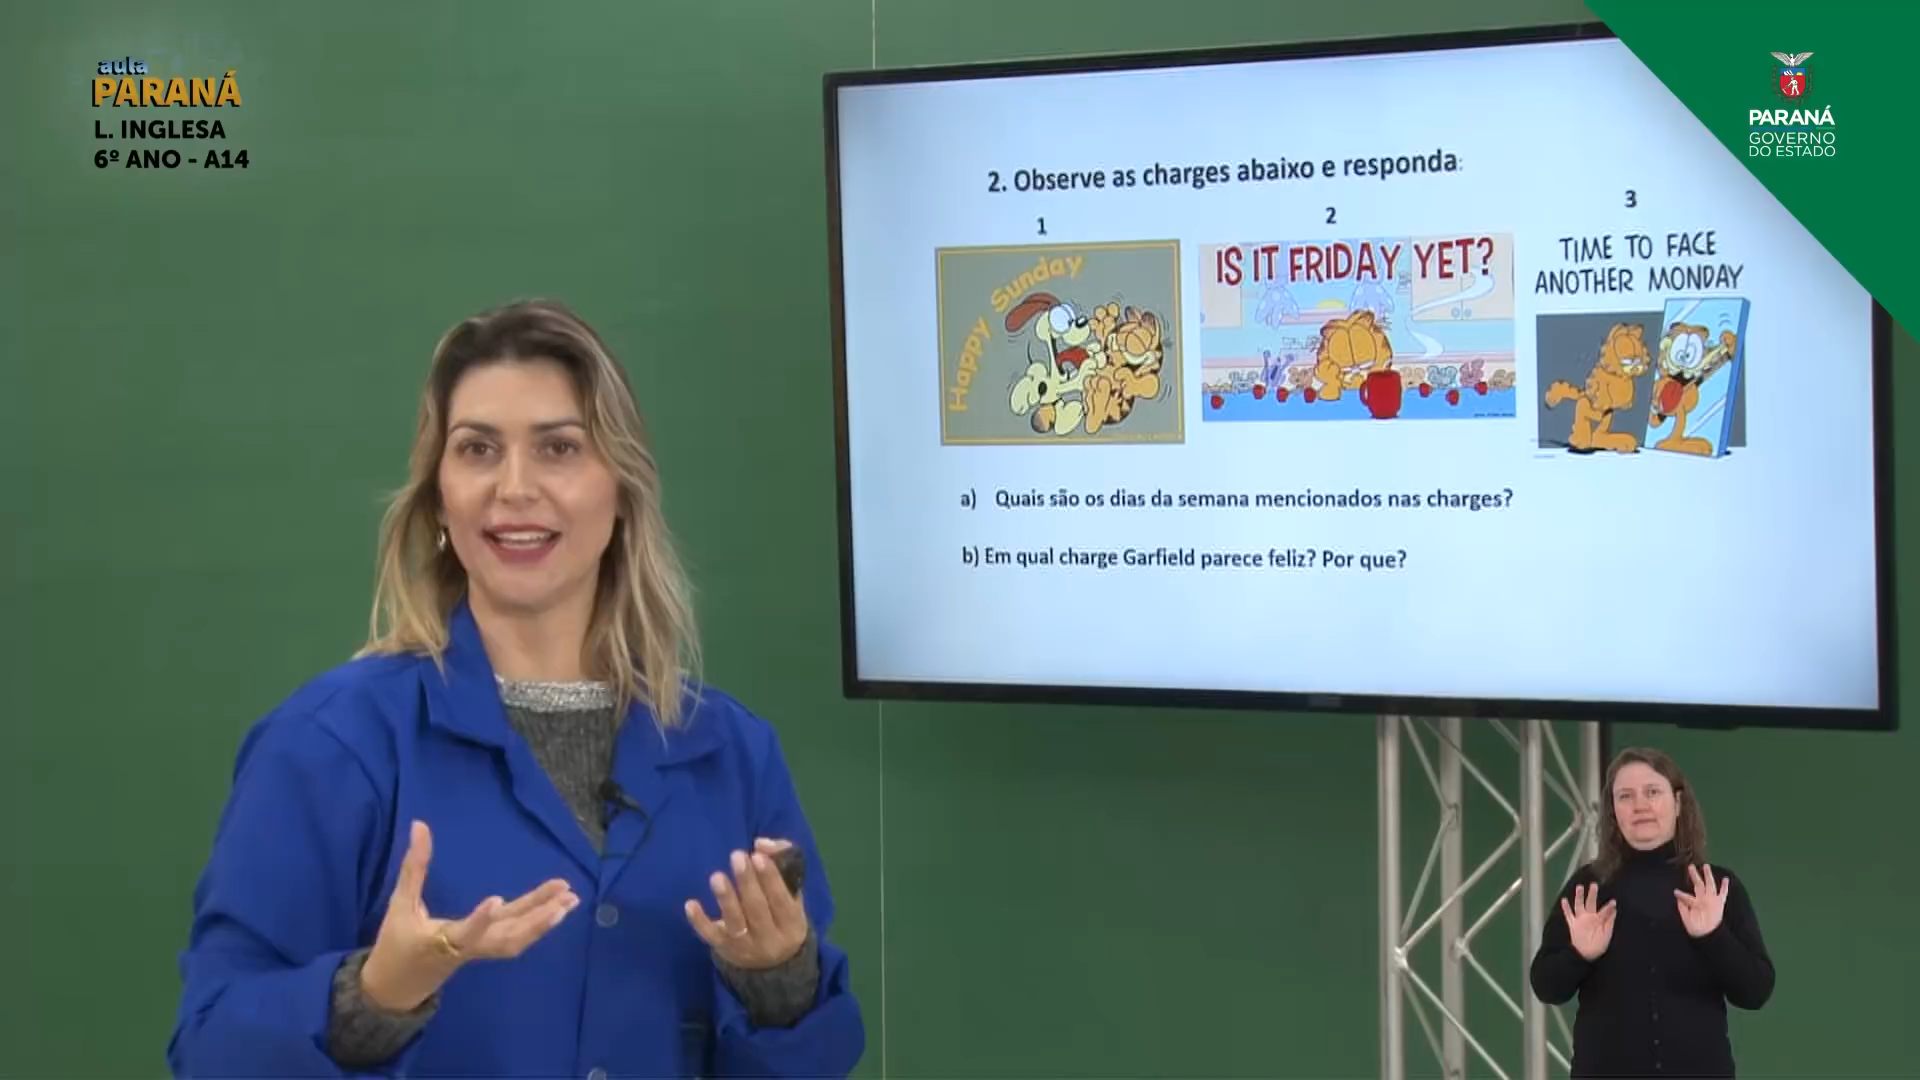 aula
PARANÁ
L. INGLESA
6º ANO - A14
PARANÁ
GOVERNO
DO ESTADO
2. Observe as charges abaixo e responda:
1
2
3
Happy Sunday
IS IT FRIDAY YET?
TIME TO FACE
ANOTHER MONDAY
a) Quais são os dias da semana mencionados nas charges?
b) Em qual charge Garfield parece feliz? Por que?